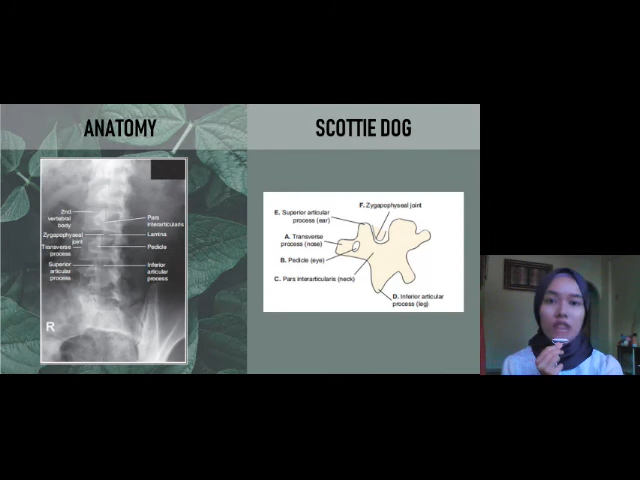 ANATOMY
2nd
vertebral
body
Zygapophyseal
joint
Transverse
process
Superior
articular
process
Pars
interarticularis
Lamina
Pedicle
Inferior
articular
process
R
SCOTTIE DOG
F. Zygapophyseal joint
E. Superior articular
process (ear)
A. Transverse
process (nose)
B. Pedicle (eye)
C. Pars interarticularis (neck)
D. Inferior articular
process (leg)